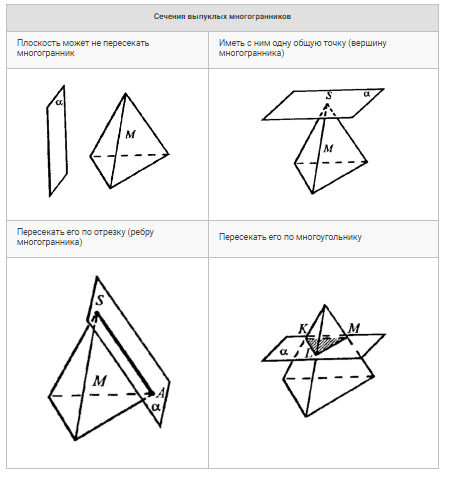 Сечения выпуклых многогранников
Плоскость может не пересекать
многогранник
Иметь с ним одну общую точку (вершину
многогранника)
α
M
S
α
M
Пересекать его по отрезку (ребру
многогранника)
Пересекать его по многоугольнику
S
M
A
α
K
M
α
L